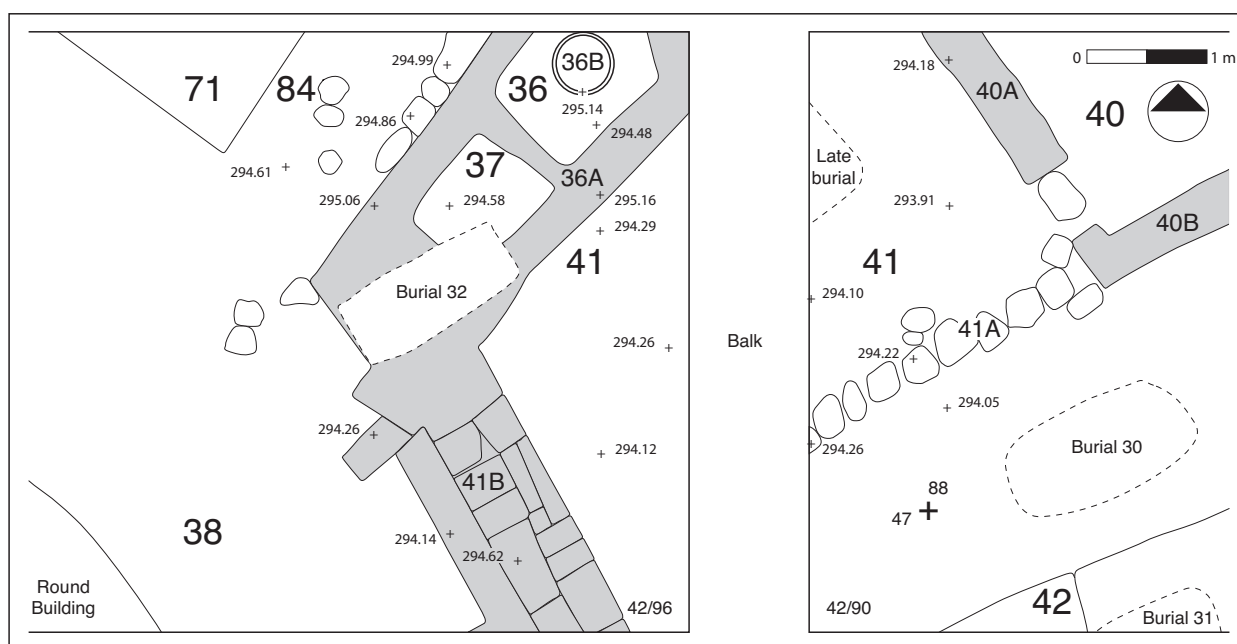 71
84
294.99
36
36B
295.14
294.48
294.86
294.61
37
36A
295.06
294.58
295.16
294.29
41
Burial 32
294.26
294.26
294.12
41B
38
294.14
294.62
Round
Building
42/96
Balk
294.18
40A
40
0
1 m
Late
burial
293.91
40B
41
294.10
41A
294.22
294.05
294.26
Burial 30
88
47
42/90
42
Burial 31